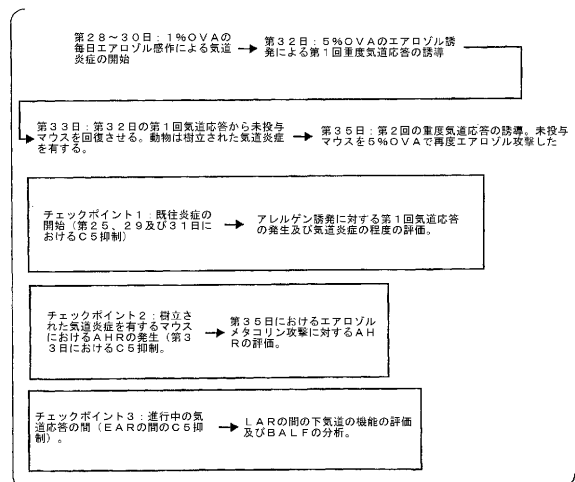 第28～30日：1％OVAの
毎日エアロゾル感作による気道
炎症の開始
第32日：5％OVAのエアロゾル誘
発による第1回重度気道応答の誘導
第33日：第32日の第1回気道応答から未投与
マウスを回復させる。動物は樹立された気道炎症
を有する。
第35日：第2回の重度気道応答の誘導。未投与
マウスを5％OVAで再度エアロゾル攻撃した
チェックポイント1：既往炎症の
開始（第25、29及び31日に
おけるC5抑制）
アレルゲン誘発に対する第1回気道応答
の発生及び気道炎症の程度の評価。
チェックポイント2：樹立さ
れた気道炎症を有するマウス
におけるAHRの発生（第3
3日におけるC5抑制。
第35日におけるエアロゾル
メタコリン攻撃に対するAH
Rの評価。
チェックポイント3：進行中の気
道応答の間（EARの間のC5抑
制）。
LARの間の下気道の機能の評価
及びBALFの分析。